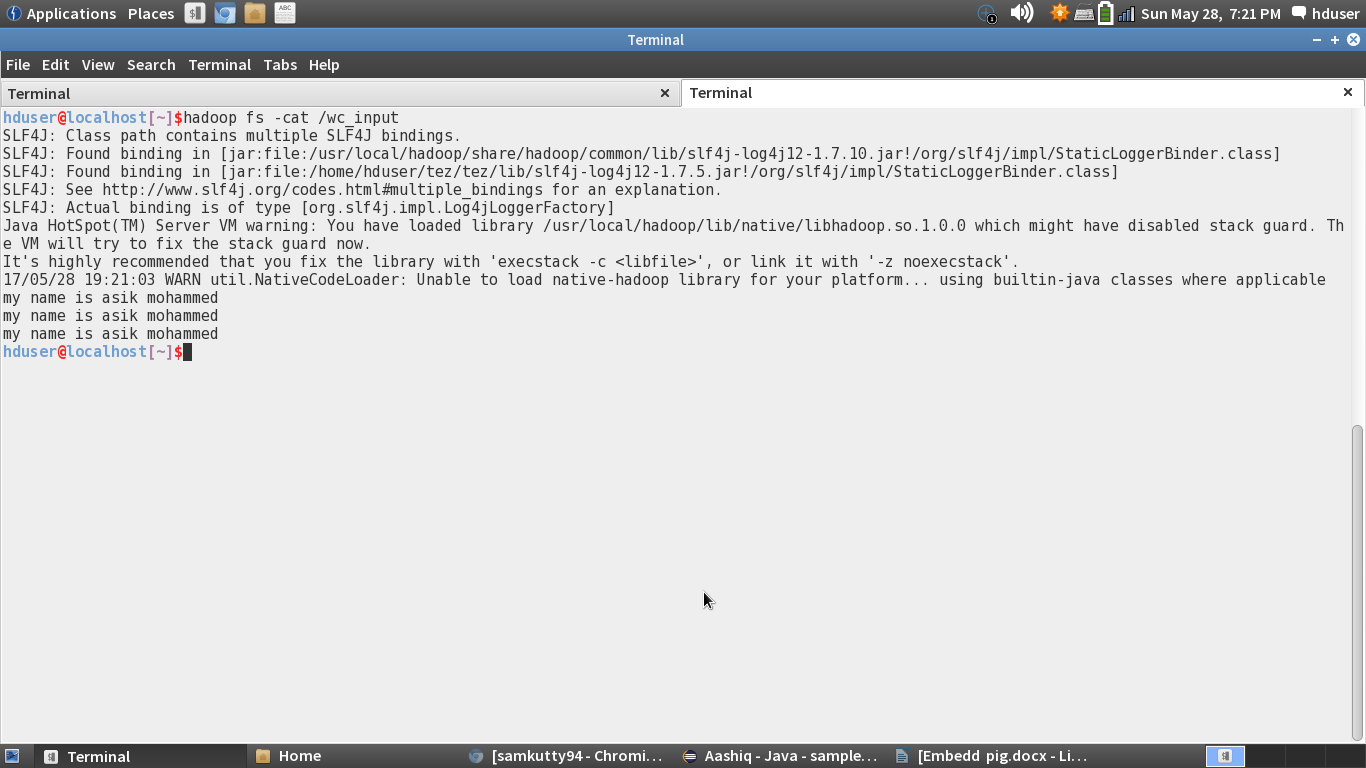 Applications Places Sun May 28, 7:21 PM hduser
Terminal
File Edit View Search Terminal Tabs Help
Terminal Terminal
hduser@localhost[~]$hadoop fs -cat /wc_input
SLF4J: Class path contains multiple SLF4J bindings.
SLF4J: Found binding in [jar:file:/usr/local/hadoop/share/hadoop/common/lib/slf4j-log4j12-1.7.10.jar!/org/slf4j/impl/StaticLoggerBinder.class]
SLF4J: Found binding in [jar:file:/home/hduser/tez/tez/lib/slf4j-log4j12-1.7.5.jar!/org/slf4j/impl/StaticLoggerBinder.class]
SLF4J: See http://www.slf4j.org/codes.html#multiple_bindings for an explanation.
SLF4J: Actual binding is of type [org.slf4j.impl.Log4jLoggerFactory]
Java HotSpot(TM) Server VM warning: You have loaded library /usr/local/hadoop/lib/native/libhadoop.so.1.0.0 which might have disabled stack guard. Th
e VM will try to fix the stack guard now.
It's highly recommended that you fix the library with 'execstack -c <libfile>', or link it with '-z noexecstack'.
17/05/28 19:21:03 WARN util.NativeCodeLoader: Unable to load native-hadoop library for your platform... using builtin-java classes where applicable
my name is asik mohammed
my name is asik mohammed
my name is asik mohammed
hduser@localhost[~]$
Terminal Home [samkutty94 - Chromi... Aashiq - Java - sample... [Embedd pig.docx - Li...